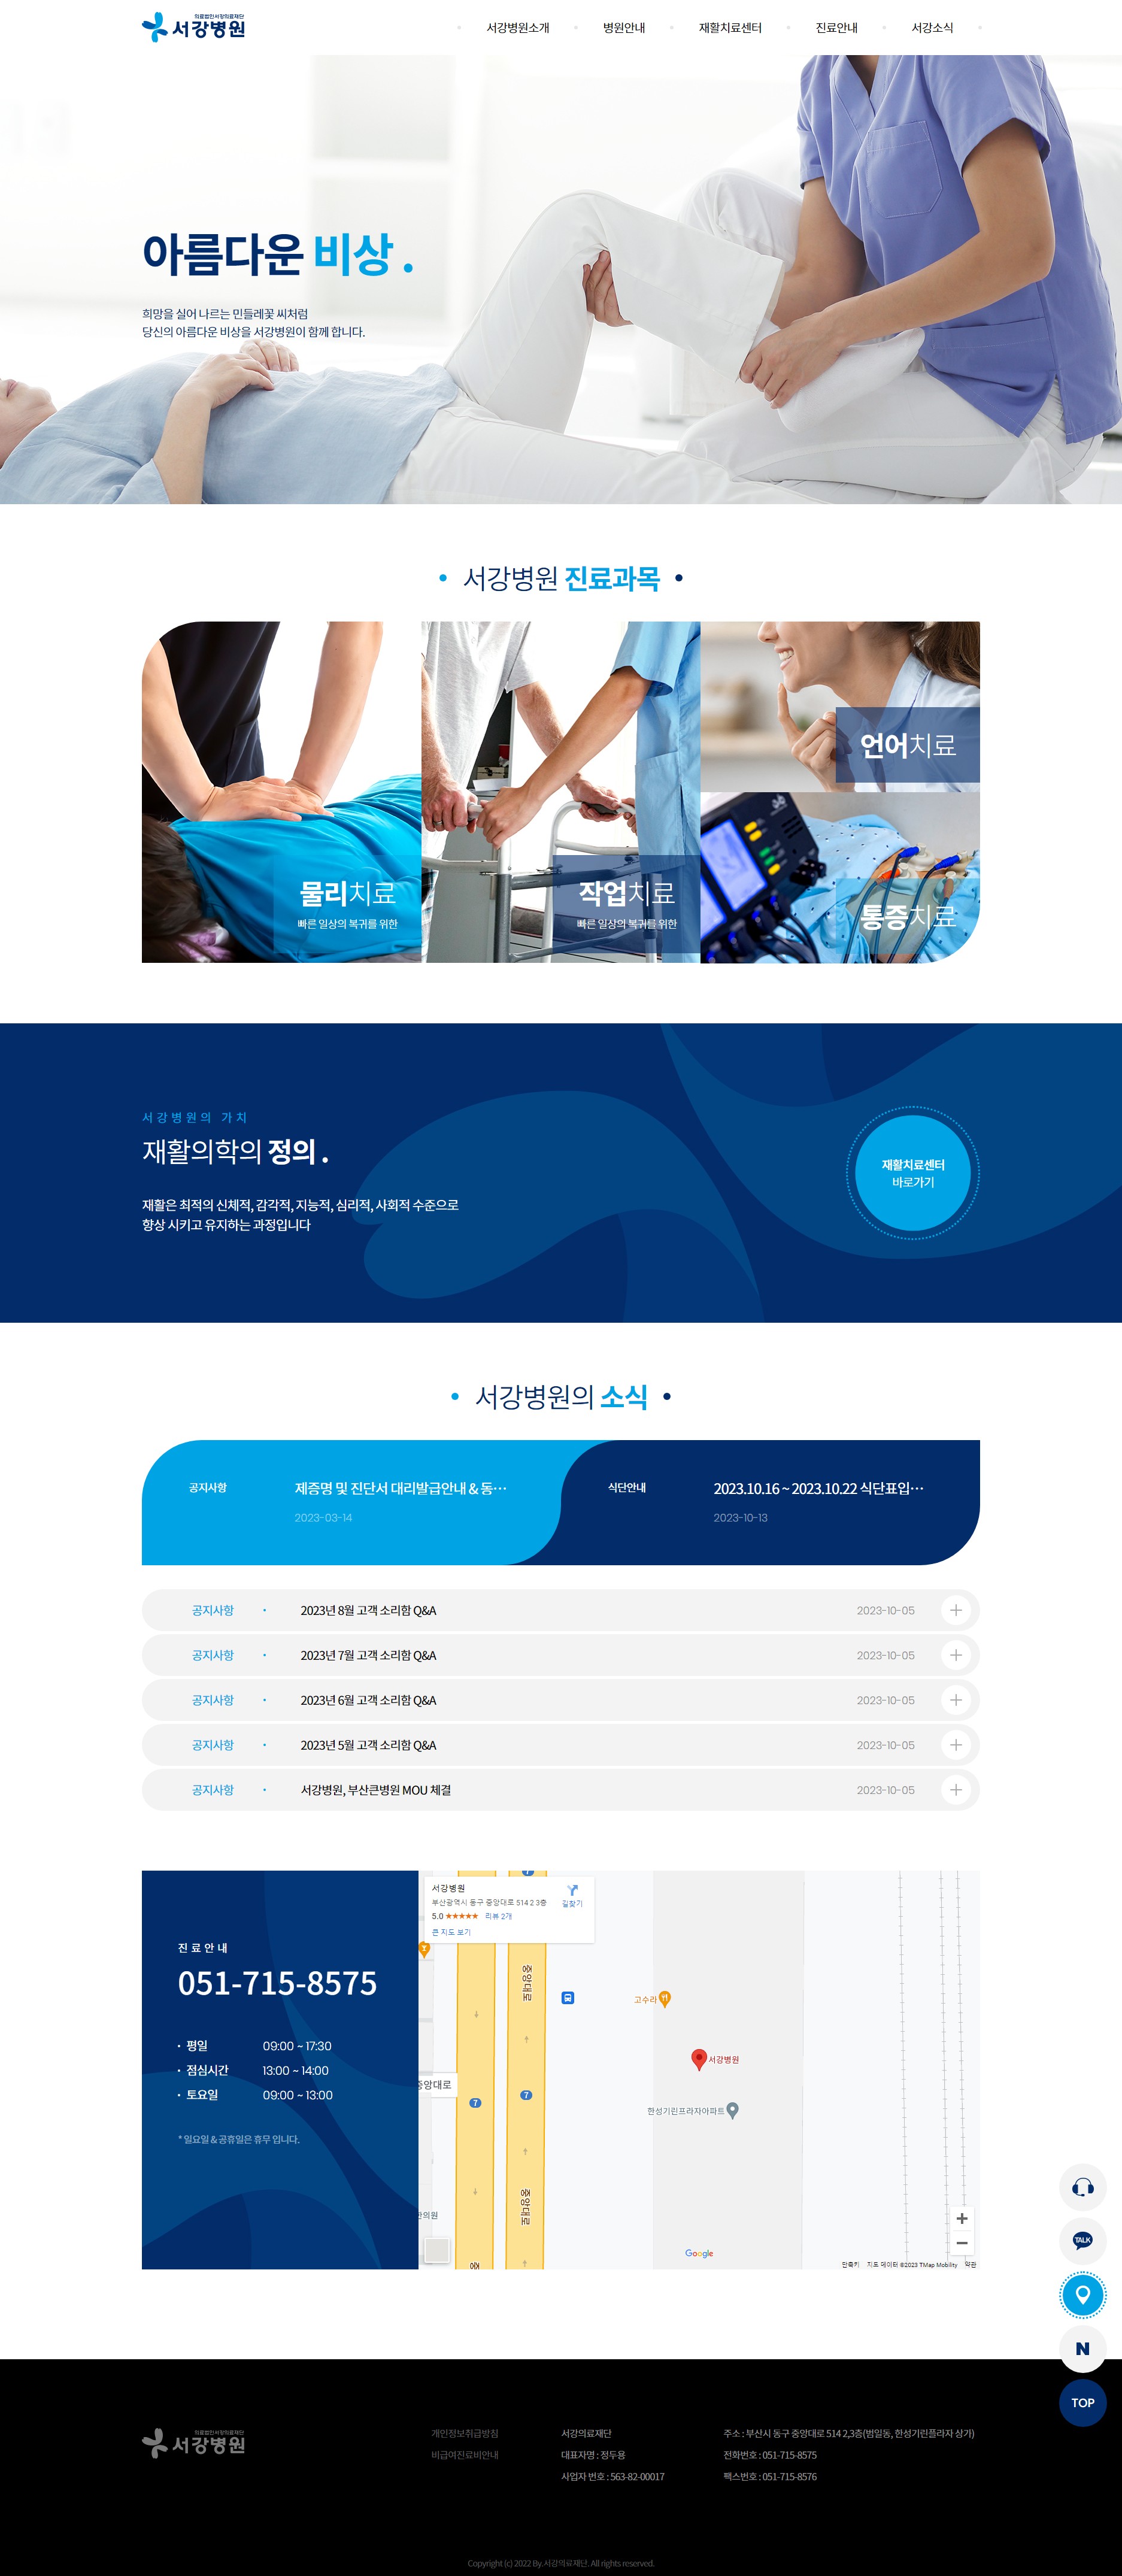 의료법인서강의료재단
서강병원
서강병원소개
병원안내
재활치료센터
진료안내
서강소식
아름다운 비상 .
희망을 실어 나르는 민들레꽃 씨처럼
당신의 아름다운 비상을 서강병원이 함께 합니다.
서강병원 진료과목
물리치료
빠른 일상의 복귀를 위한
작업치료
빠른 일상의 복귀를 위한
언어치료
통증치료
서강병원의 가치
재활의학의 정의 .
재활은 최적의 신체적, 감각적, 지능적, 심리적, 사회적 수준으로
향상 시키고 유지하는 과정입니다
재활치료센터
바로가기
서강병원의 소식
공지사항
제증명 및 진단서 대리발급안내 & 동…
2023-03-14
식단안내
2023.10.16 ~ 2023.10.22 식단표입…
2023-10-13
공지사항 · 2023년 8월 고객 소리함 Q&A 2023-10-05
공지사항 · 2023년 7월 고객 소리함 Q&A 2023-10-05
공지사항 · 2023년 6월 고객 소리함 Q&A 2023-10-05
공지사항 · 2023년 5월 고객 소리함 Q&A 2023-10-05
공지사항 · 서강병원, 부산큰병원 MOU 체결 2023-10-05
진료안내
051-715-8575
· 평일 09:00 ~ 17:30
· 점심시간 13:00 ~ 14:00
· 토요일 09:00 ~ 13:00
* 일요일 & 공휴일은 휴무 입니다.
서강병원
부산광역시 동구 중앙대로 514 2 3층
5.0 ★★★★★ 리뷰 2개
큰 지도 보기
길찾기
7
중앙대로
고수라
서강병원
중앙대로
7
7
한성기린프라자아파트
중앙대로
한의원
중
Google
단축키
지도 데이터 ©2023 TMap Mobility
약관
TALK
N
TOP
의료법인서강의료재단
서강병원
개인정보취급방침
비급여진료비안내
서강의료재단
대표자명 : 정두용
사업자 번호 : 563-82-00017
주소 : 부산시 동구 중앙대로 514 2,3층(범일동, 한성기린플라자 상가)
전화번호 : 051-715-8575
팩스번호 : 051-715-8576
Copyright (c) 2022 By.서강의료재단. All rights reserved.